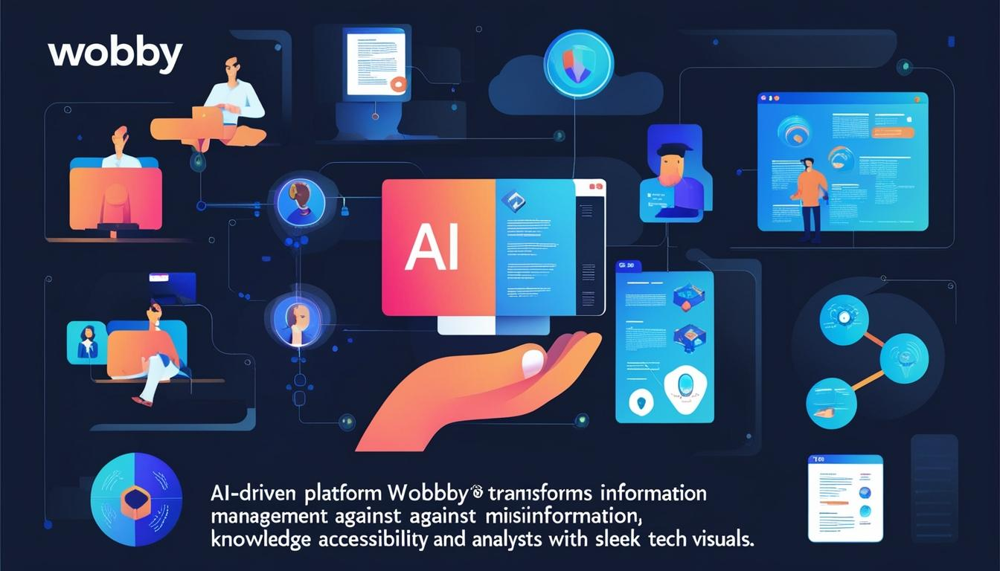 wobby
AI
AI-driven platform Wobbby® transforms information
management against against misiinformation,
knowledge accessibility and analysts with sleek tech visuals.